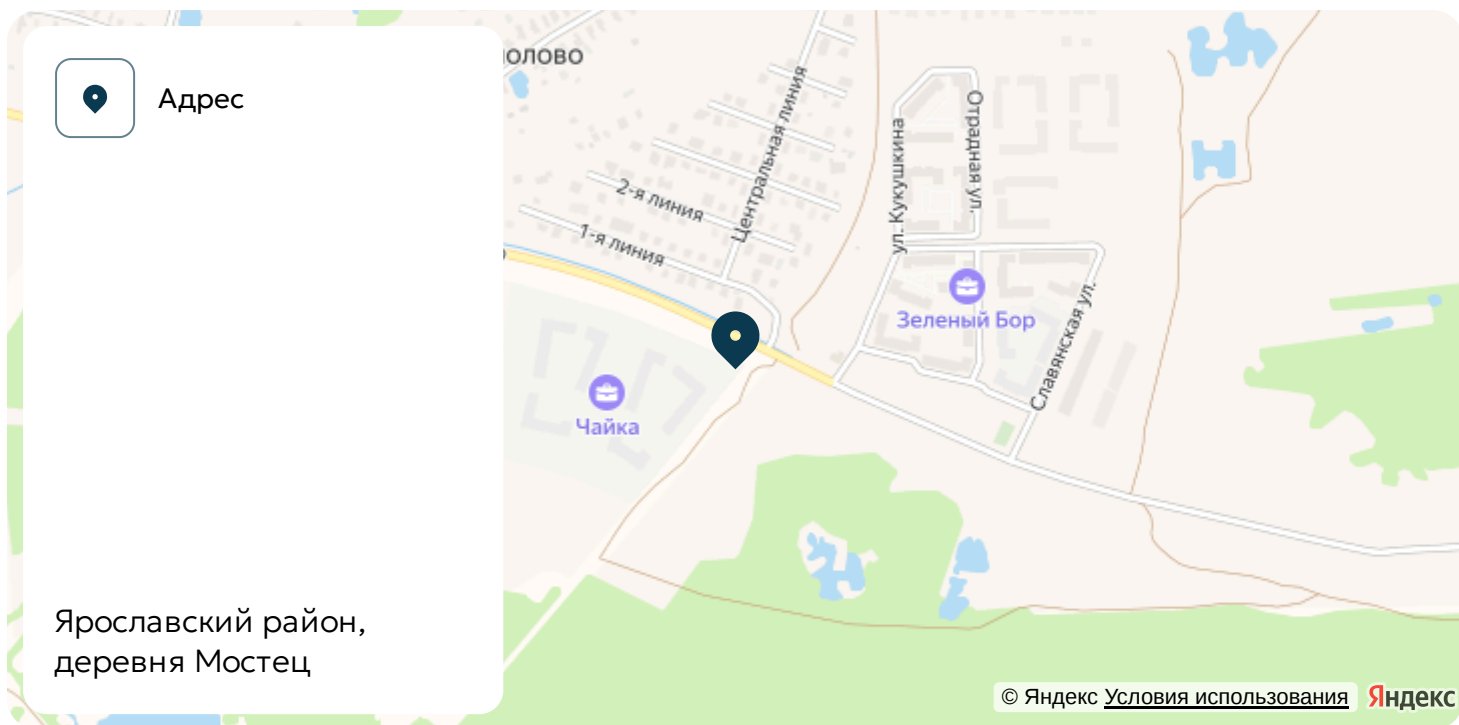 Адрес
Ярославский район,
деревня Мостец
Центральная линия
2-я линия
1-я линия
ул. Кукушкина
Отрадная ул.
Зеленый Бор
Славянская ул.
Чайка
© Яндекс Условия использования Яндекс